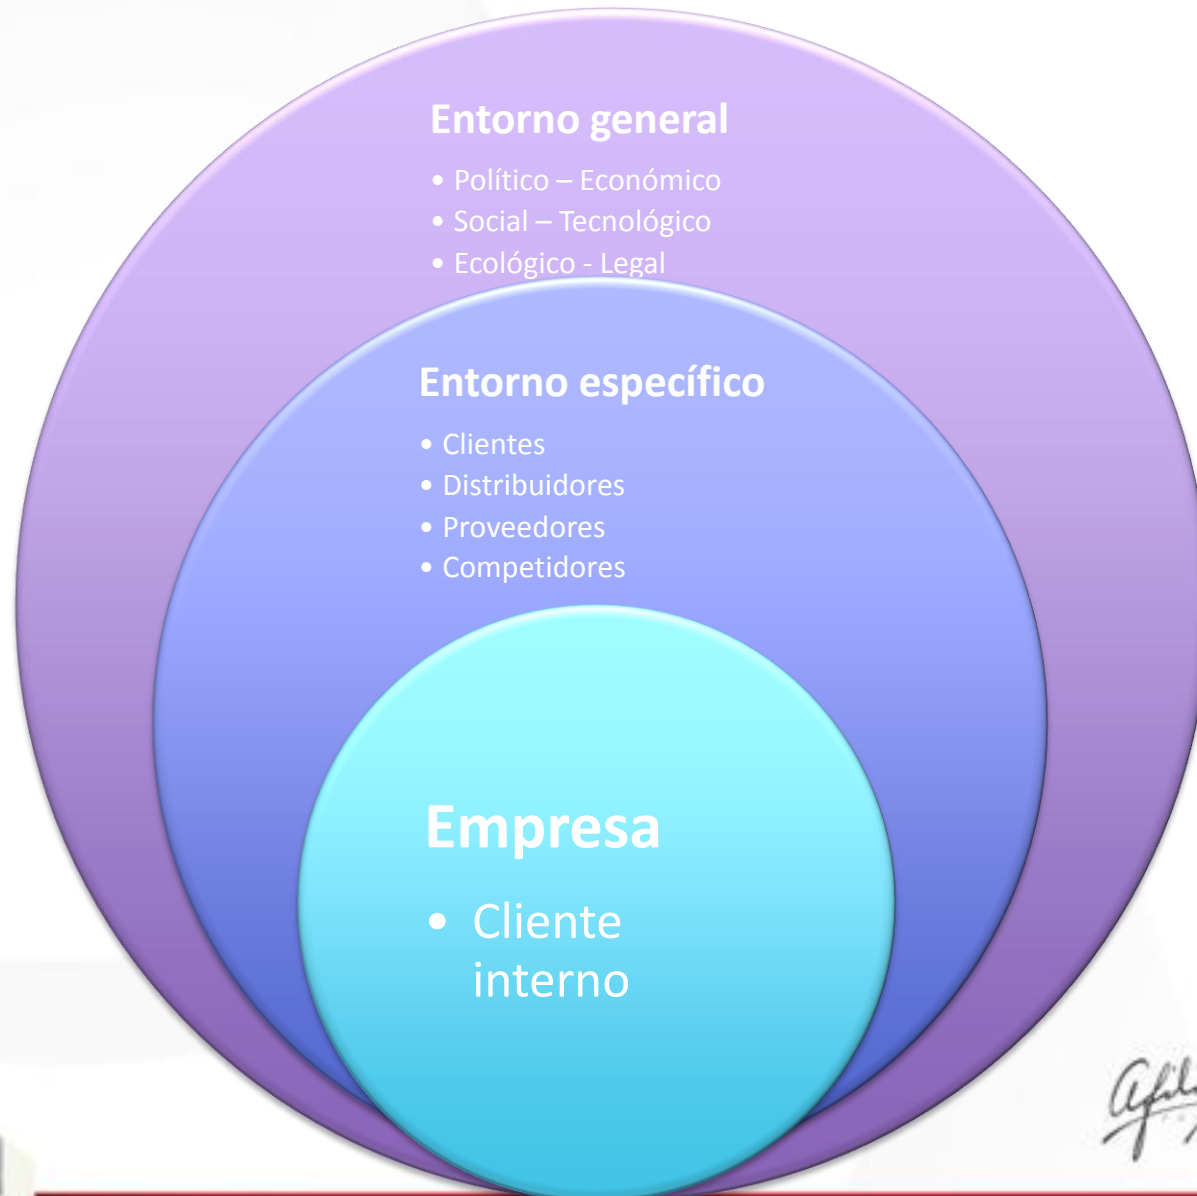 Entorno general
• Político – Económico
• Social – Tecnológico
• Ecológico - Legal
Entorno específico
• Clientes
• Distribuidores
• Proveedores
• Competidores
Empresa
• Cliente
interno